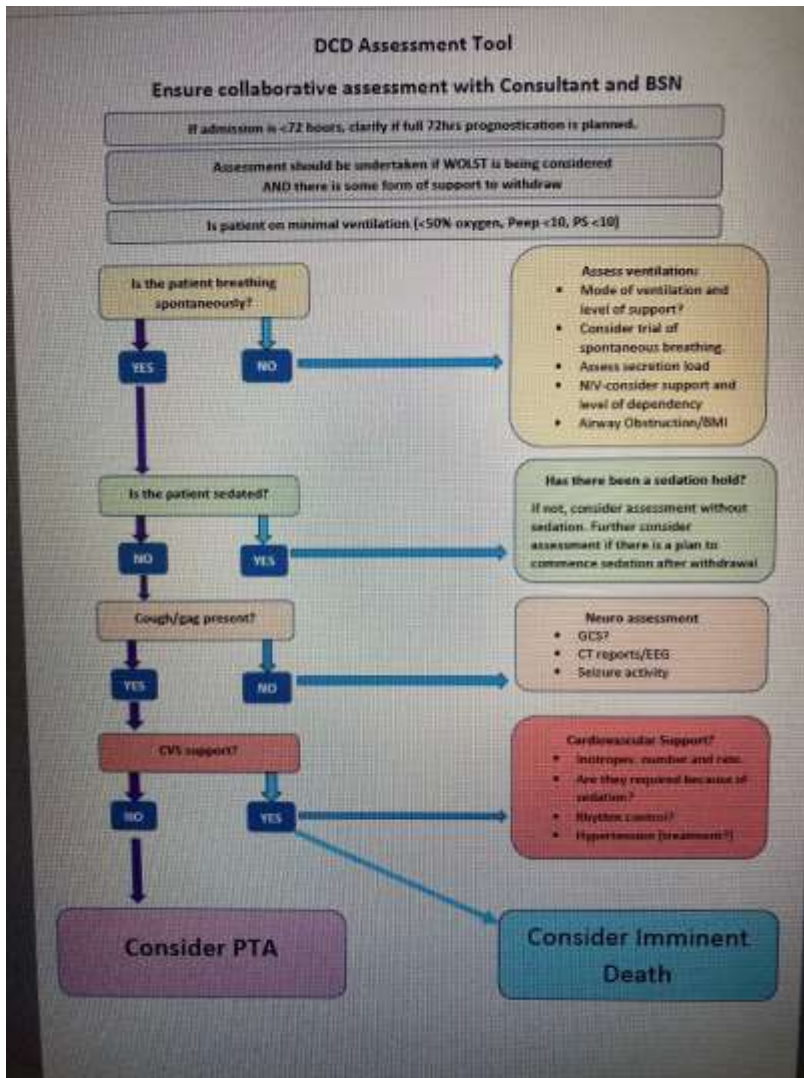 DCD Assessment Tool
Ensure collaborative assessment with Consultant and BSN
If admission is <72 hours, clarify if full 72hrs prognostication is planned.
Assessment should be undertaken if WOLST is being considered
AND there is some form of support to withdraw
Is patient on minimal ventilation (<50% oxygen, Peep <10, PS <10)
Is the patient breathing
spontaneously?
YES
NO
Assess ventilation:
• Mode of ventilation and
level of support?
• Consider trial of
spontaneous breathing.
• Assess secretion load
• NIV-consider support and
level of dependency
• Airway Obstruction/BMI
Is the patient sedated?
NO
YES
Has there been a sedation hold?
If not, consider assessment without
sedation. Further consider
assessment if there is a plan to
commence sedation after withdrawal
Cough/gag present?
YES
NO
Neuro assessment
• GCS?
• CT reports/EEG
• Seizure activity
CVS support?
NO
YES
Cardiovascular Support?
• Inotropes: number and rate.
• Are they required because of
sedation?
• Rhythm control?
• Hypertension (treatment?)
Consider PTA
Consider Imminent
Death